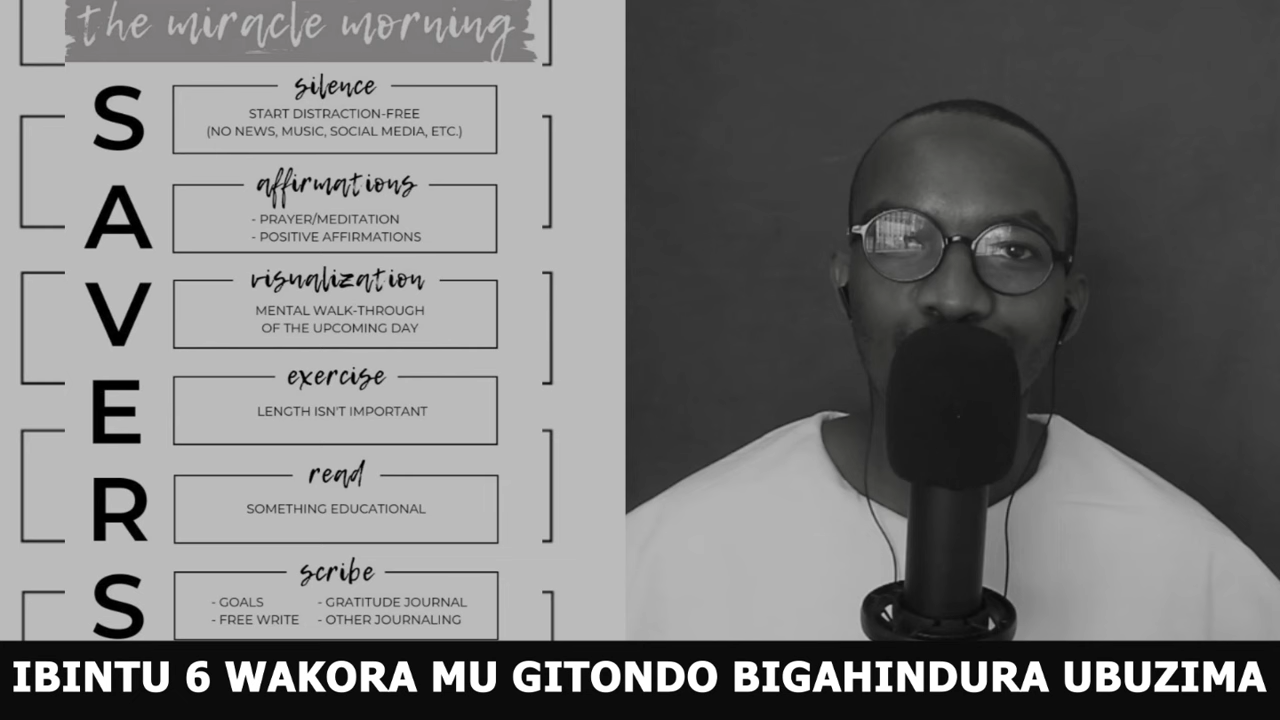 the miracle morning
S
silence
START DISTRACTION-FREE
(NO NEWS, MUSIC, SOCIAL MEDIA, ETC.)
A
affirmations
- PRAYER/MEDITATION
- POSITIVE AFFIRMATIONS
V
visualization
MENTAL WALK-THROUGH
OF THE UPCOMING DAY
E
exercise
LENGTH ISN'T IMPORTANT
R
read
SOMETHING EDUCATIONAL
S
scribe
- GOALS - GRATITUDE JOURNAL
- FREE WRITE - OTHER JOURNALING
IBINTU 6 WAKORA MU GITONDO BIGAHINDURA UBUZIMA